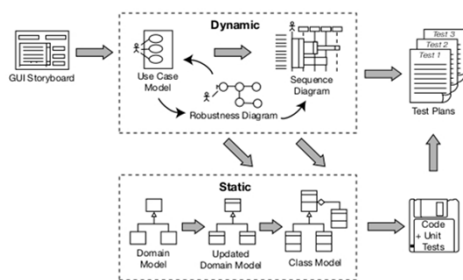 Dynamic
GUI Storyboard
Use Case
Model
Robustness Diagram
Sequence
Diagram
Test 3
Test 2
Test 1
Test Plans
Static
Domain
Model
Updated
Domain Model
Class Model
Code
+ Unit
Tests